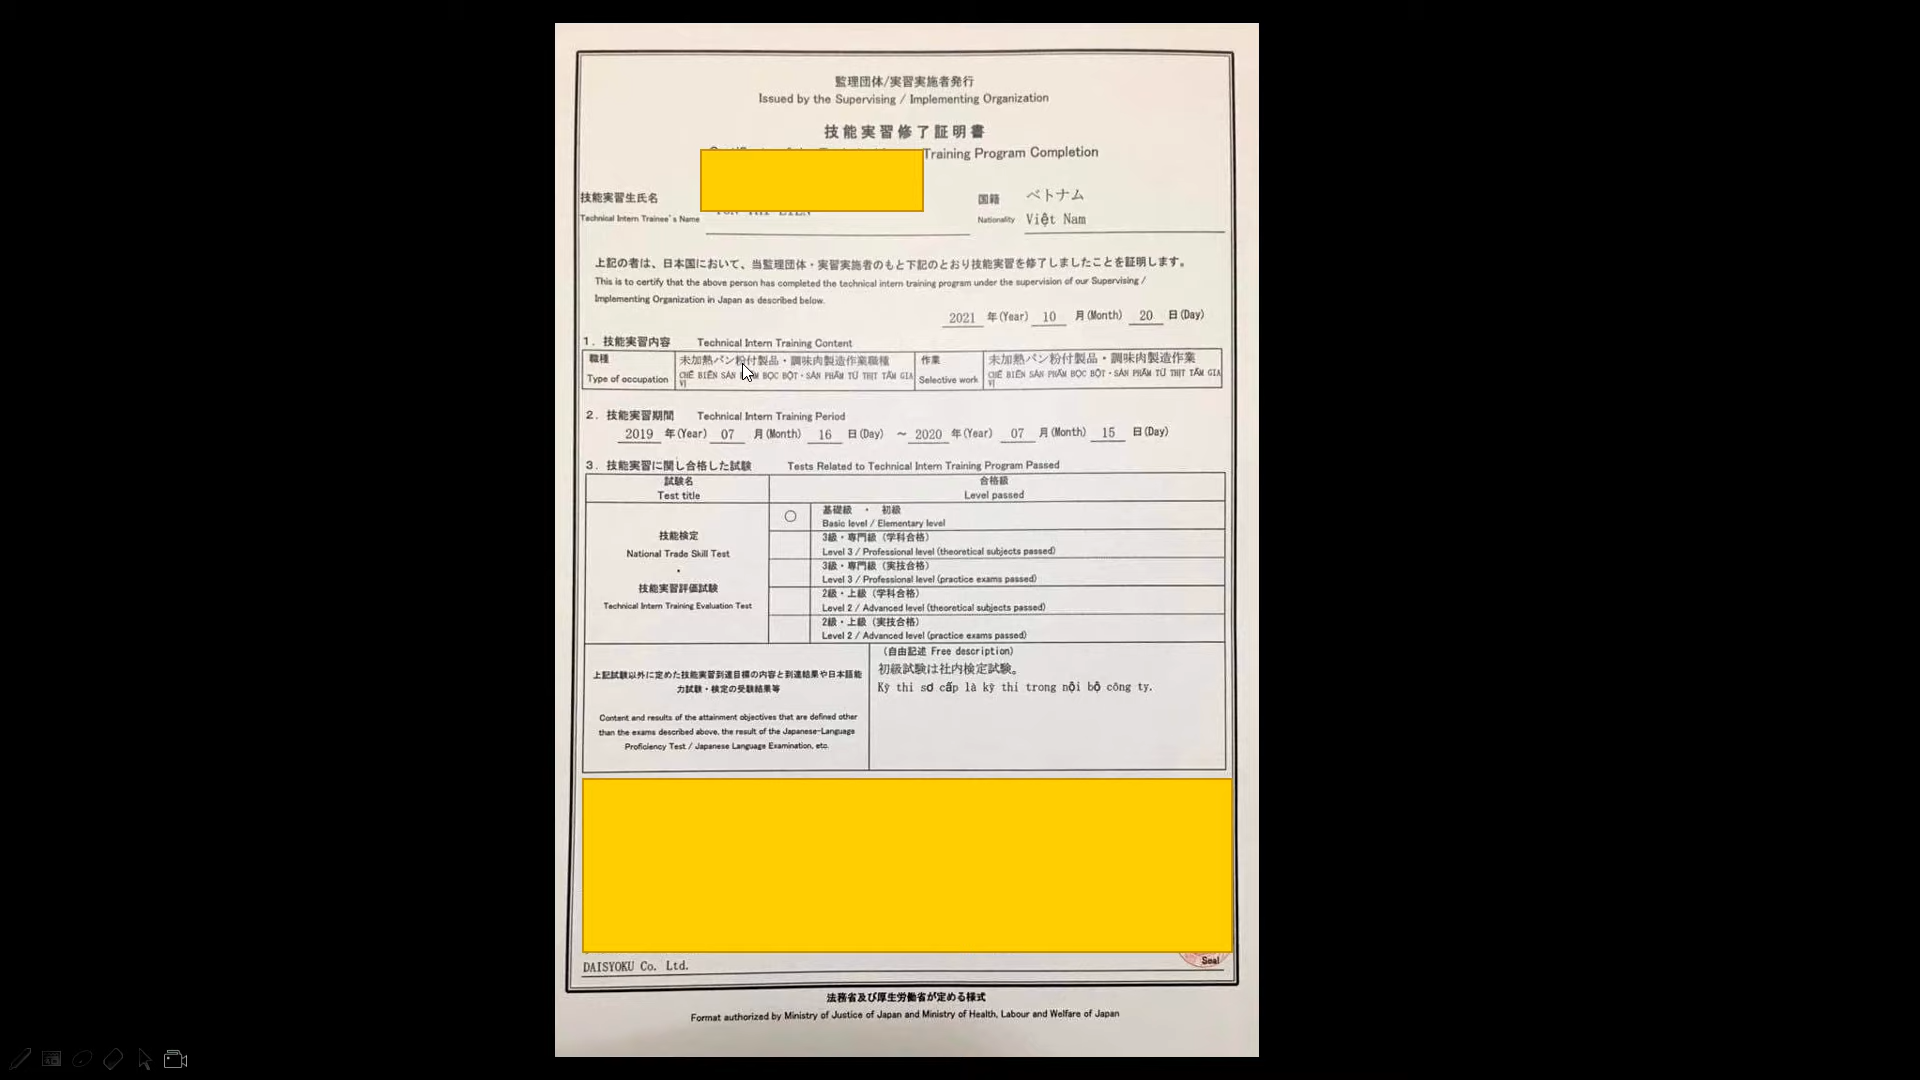 監理団体/実習実施者発行
Issued by the Supervising / Implementing Organization
技能実習修了証明書
Training Program Completion
技能実習生氏名
国籍 ベトナム
Technical Intern Trainee's Name
Nationality Việt Nam
上記の者は、日本国において、当監理団体・実習実施者のもと下記のとおり技能実習を修了しましたことを証明します。
This is to certify that the above person has completed the technical intern training program under the supervision of our Supervising /
Implementing Organization in Japan as described below.
2021 年(Year) 10 月(Month) 20 日(Day)
1. 技能実習内容 Technical Intern Training Content
職種 未加熱パン粉付製品・調味肉製造作業職種 作業 未加熱パン粉付製品・調味肉製造作業
Type of occupation CHẾ BIẾN SẢN BỌC BỘT・SẢN PHẨM TỪ THỊT TẨM GIA Selective work CHẾ BIẾN SẢN PHẨM BỌC BỘT・SẢN PHẨM TỪ THỊT TẨM GIA
VỊ VỊ
2. 技能実習期間 Technical Intern Training Period
2019 年(Year) 07 月(Month) 16 日(Day) ～ 2020 年(Year) 07 月(Month) 15 日(Day)
3. 技能実習に関し合格した試験 Tests Related to Technical Intern Training Program Passed
試験名 合格級
Test title Level passed
技能検定
National Trade Skill Test
・
技能実習評価試験
Technical Intern Training Evaluation Test
○ 基礎級 ・ 初級
Basic level / Elementary level
3級・専門級（学科合格）
Level 3 / Professional level (theoretical subjects passed)
3級・専門級（実技合格）
Level 3 / Professional level (practice exams passed)
2級・上級（学科合格）
Level 2 / Advanced level (theoretical subjects passed)
2級・上級（実技合格）
Level 2 / Advanced level (practice exams passed)
上記試験以外に定めた技能実習到達目標の内容と到達結果や日本語能
力試験・検定の受験結果等
Content and results of the attainment objectives that are defined other
than the exams described above, the result of the Japanese-Language
Proficiency Test / Japanese Language Examination, etc.
（自由記述 Free description）
初級試験は社内検定試験。
Kỳ thi sơ cấp là kỳ thi trong nội bộ công ty.
Seal
DAISYOKU Co. Ltd.
法務省及び厚生労働省が定める様式
Format authorized by Ministry of Justice of Japan and Ministry of Health, Labour and Welfare of Japan